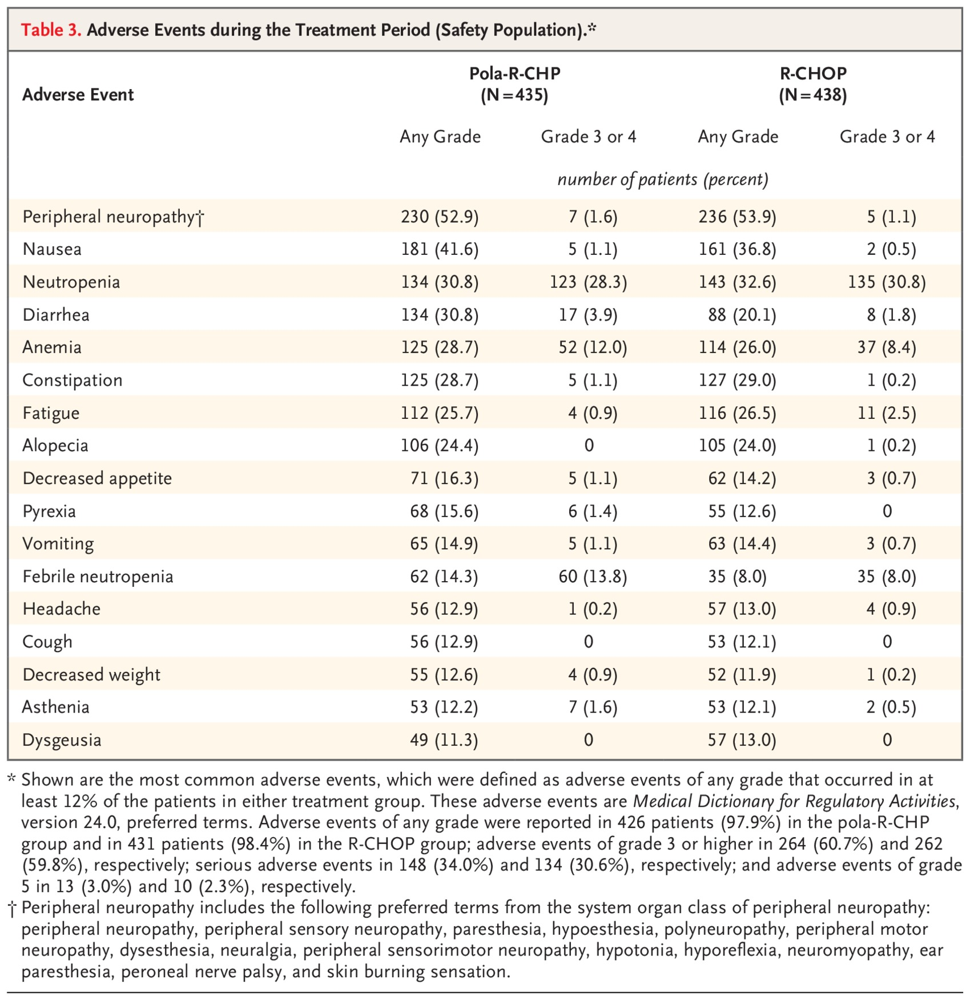 Table 3. Adverse Events during the Treatment Period (Safety Population).*
Adverse Event Pola-R-CHP (N=435) R-CHOP (N=438)
Any Grade Grade 3 or 4 Any Grade Grade 3 or 4
number of patients (percent)
Peripheral neuropathy† 230 (52.9) 7 (1.6) 236 (53.9) 5 (1.1)
Nausea 181 (41.6) 5 (1.1) 161 (36.8) 2 (0.5)
Neutropenia 134 (30.8) 123 (28.3) 143 (32.6) 135 (30.8)
Diarrhea 134 (30.8) 17 (3.9) 88 (20.1) 8 (1.8)
Anemia 125 (28.7) 52 (12.0) 114 (26.0) 37 (8.4)
Constipation 125 (28.7) 5 (1.1) 127 (29.0) 1 (0.2)
Fatigue 112 (25.7) 4 (0.9) 116 (26.5) 11 (2.5)
Alopecia 106 (24.4) 0 105 (24.0) 1 (0.2)
Decreased appetite 71 (16.3) 5 (1.1) 62 (14.2) 3 (0.7)
Pyrexia 68 (15.6) 6 (1.4) 55 (12.6) 0
Vomiting 65 (14.9) 5 (1.1) 63 (14.4) 3 (0.7)
Febrile neutropenia 62 (14.3) 60 (13.8) 35 (8.0) 35 (8.0)
Headache 56 (12.9) 1 (0.2) 57 (13.0) 4 (0.9)
Cough 56 (12.9) 0 53 (12.1) 0
Decreased weight 55 (12.6) 4 (0.9) 52 (11.9) 1 (0.2)
Asthenia 53 (12.2) 7 (1.6) 53 (12.1) 2 (0.5)
Dysgeusia 49 (11.3) 0 57 (13.0) 0
* Shown are the most common adverse events, which were defined as adverse events of any grade that occurred in at
least 12% of the patients in either treatment group. These adverse events are Medical Dictionary for Regulatory Activities,
version 24.0, preferred terms. Adverse events of any grade were reported in 426 patients (97.9%) in the pola-R-CHP
group and in 431 patients (98.4%) in the R-CHOP group; adverse events of grade 3 or higher in 264 (60.7%) and 262
(59.8%), respectively; serious adverse events in 148 (34.0%) and 134 (30.6%), respectively; and adverse events of grade
5 in 13 (3.0%) and 10 (2.3%), respectively.
† Peripheral neuropathy includes the following preferred terms from the system organ class of peripheral neuropathy:
peripheral neuropathy, peripheral sensory neuropathy, paresthesia, hypoesthesia, polyneuropathy, peripheral motor
neuropathy, dysesthesia, neuralgia, peripheral sensorimotor neuropathy, hypotonia, hyporeflexia, neuromyopathy, ear
paresthesia, peroneal nerve palsy, and skin burning sensation.